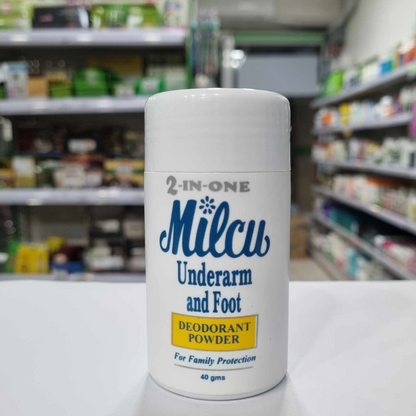 2-IN-ONE
Milcu
Underarm
and Foot
DEODORANT
POWDER
For Family Protection
40 gms